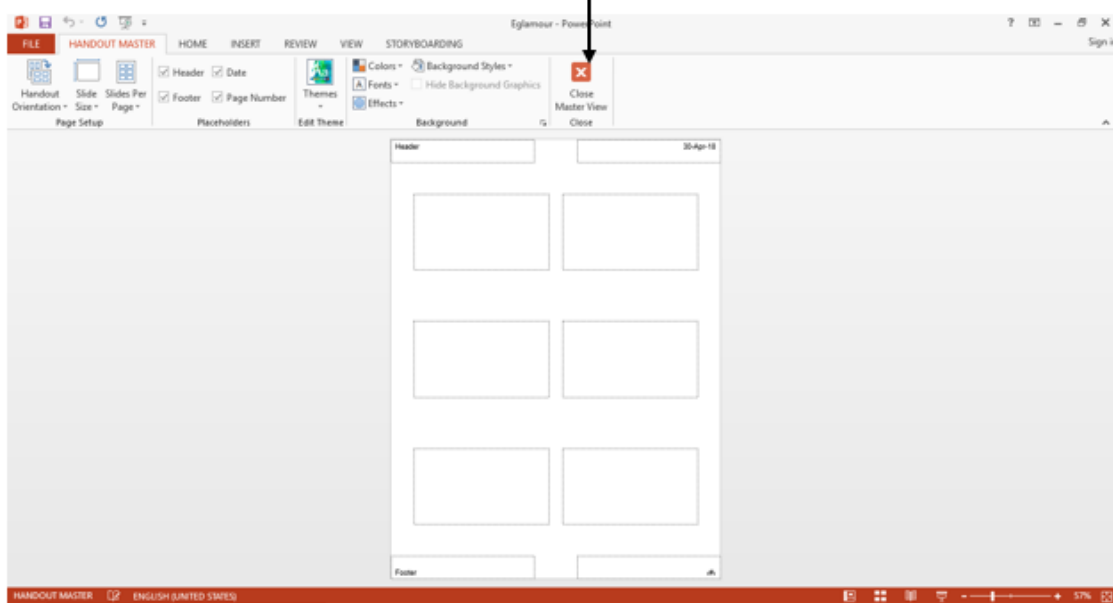 Eglamour - PowerPoint
Sign i
FILE HANDOUT MASTER HOME INSERT REVIEW VIEW STORYBOARDING
Handout Orientation
Slide Size
Slides Per Page
Page Setup
Header Date
Footer Page Number
Placeholders
Themes
Edit Theme
Colors Background Styles
Fonts Hide Background Graphics
Effects
Background
Close
Master View
Close
Header
30-Apr-18
Footer
HANDOUT MASTER ENGLISH (UNITED STATES)
57%